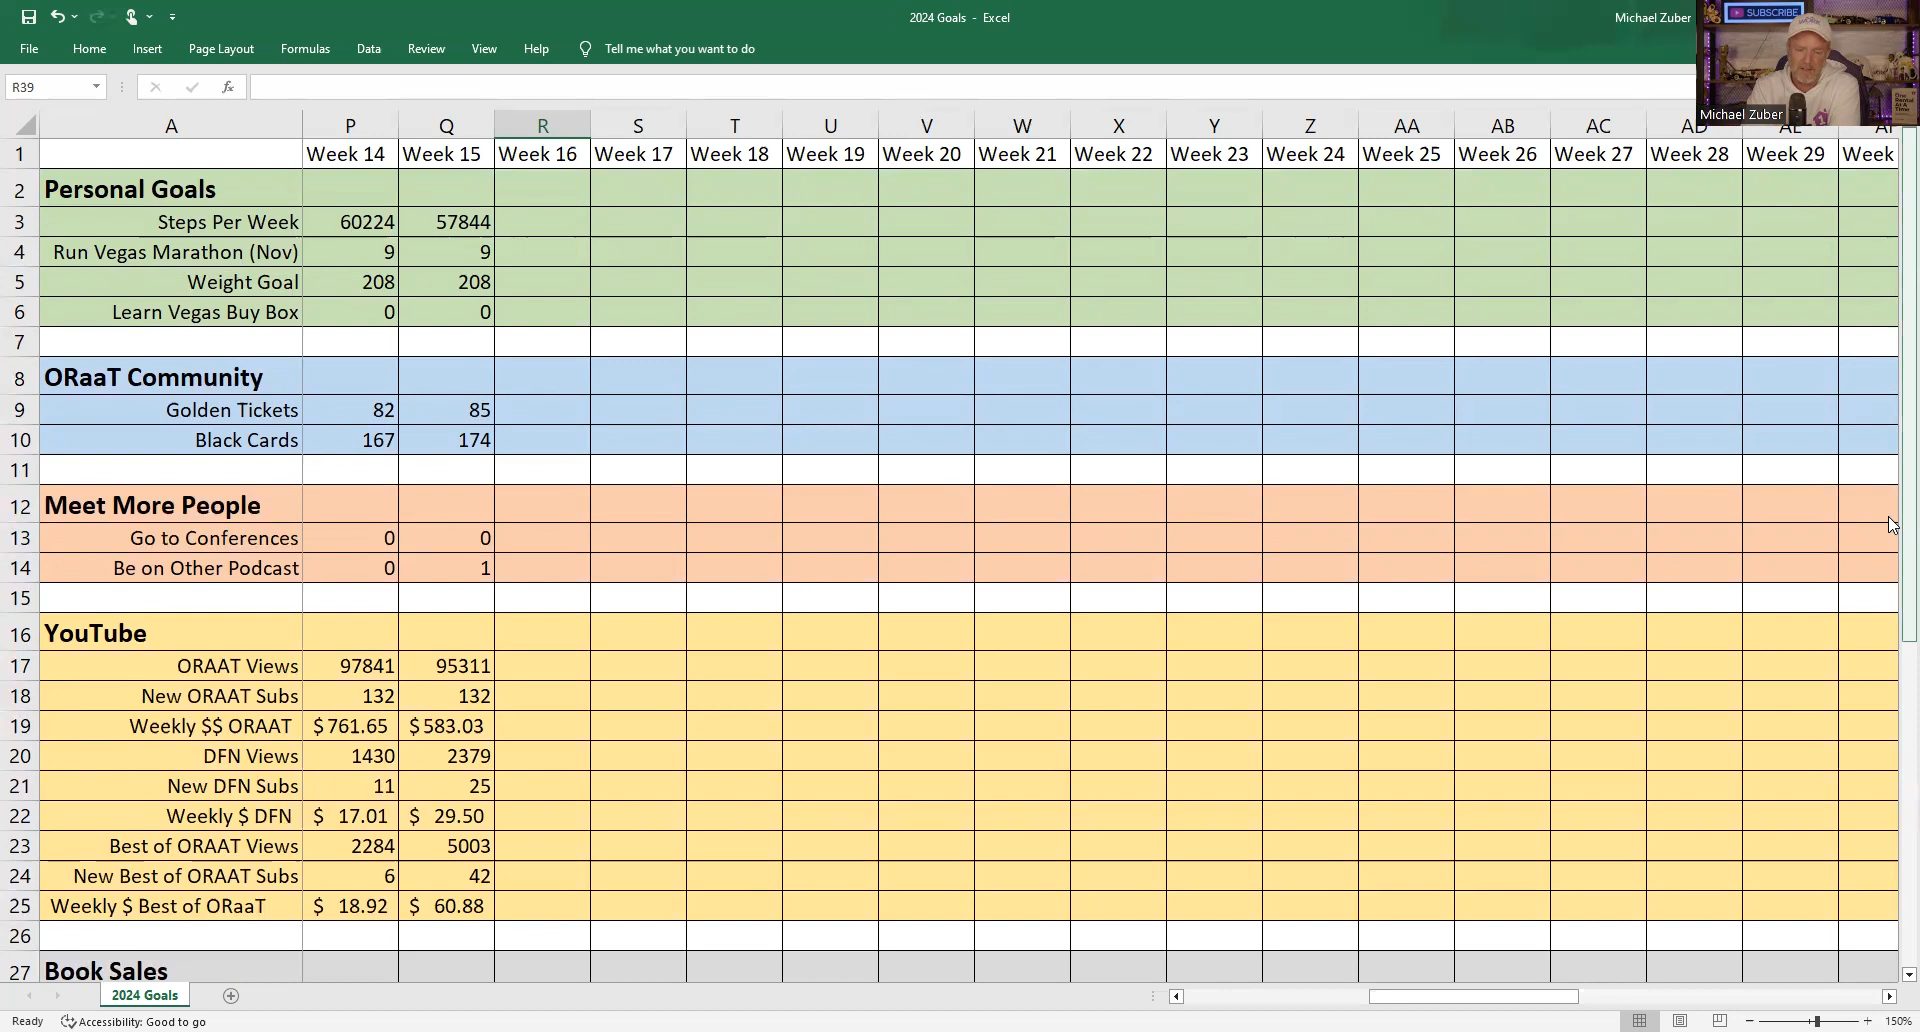 2024 Goals - Excel
Michael Zuber
SUBSCRIBE
File Home Insert Page Layout Formulas Data Review View Help Tell me what you want to do
R39 fx
Michael Zuber
One Rental At A Time
A P Q R S T U V W X Y Z AA AB AC AD AE AF
1 Week 14 Week 15 Week 16 Week 17 Week 18 Week 19 Week 20 Week 21 Week 22 Week 23 Week 24 Week 25 Week 26 Week 27 Week 28 Week 29 Week
2 Personal Goals
3 Steps Per Week 60224 57844
4 Run Vegas Marathon (Nov) 9 9
5 Weight Goal 208 208
6 Learn Vegas Buy Box 0 0
7
8 ORaaT Community
9 Golden Tickets 82 85
10 Black Cards 167 174
11
12 Meet More People
13 Go to Conferences 0 0
14 Be on Other Podcast 0 1
15
16 YouTube
17 ORAAT Views 97841 95311
18 New ORAAT Subs 132 132
19 Weekly $$ ORAAT $761.65 $583.03
20 DFN Views 1430 2379
21 New DFN Subs 11 25
22 Weekly $ DFN $ 17.01 $ 29.50
23 Best of ORAAT Views 2284 5003
24 New Best of ORAAT Subs 6 42
25 Weekly $ Best of ORaaT $ 18.92 $ 60.88
26
27 Book Sales
2024 Goals
Ready Accessibility: Good to go 150%